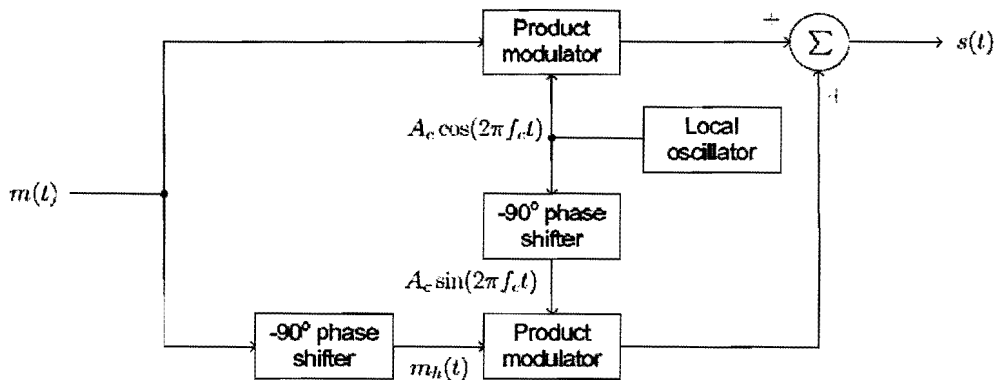 Product
modulator
+
Σ
s(t)
+
A_c cos(2πf_ct)
Local
oscillator
m(t)
-90° phase
shifter
A_c sin(2πf_ct)
-90° phase
shifter
m_h(t)
Product
modulator